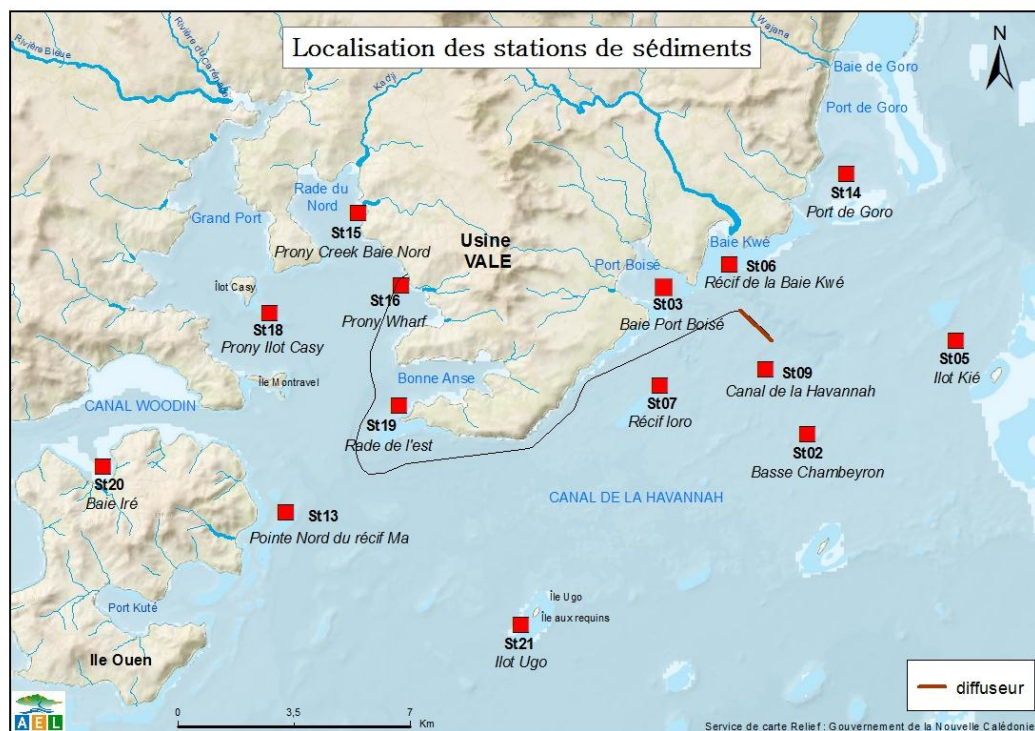 Localisation des stations de sédiments
N
Rivière Bleue
Rivière du Carénage
Kadji
Wajana
Baie de Goro
Port de Goro
St14
Port de Goro
Rade du
Nord
Grand Port
St15
Prony Creek Baie Nord
Usine
VALE
Baie Kwé
St06
Récif de la Baie Kwé
Port Boisé
St03
Baie Port Boisé
Îlot Casy
St16
Prony Wharf
St18
Prony Ilot Casy
St05
Ilot Kié
St09
Canal de la Havannah
Île Montravel
Bonne Anse
St07
Récif Ioro
CANAL WOODIN
St19
Rade de l'est
St02
Basse Chambeyron
St20
Baie Iré
CANAL DE LA HAVANNAH
St13
Pointe Nord du récif Ma
Port Kuté
Île Ugo
Île aux requins
St21
Ilot Ugo
Ile Ouen
diffuseur
AEL
0 3,5 7
Km
Service de carte Relief : Gouvernement de la Nouvelle Calédonie